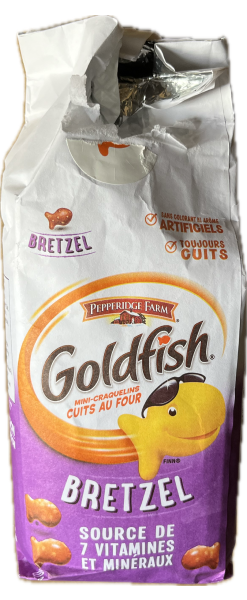 SANS COLORANT NI ARÔME
ARTIFICIELS
TOUJOURS
CUITS
BRETZEL
PEPPERIDGE FARM
Goldfish®
MINI-CRAQUELINS
CUITS AU FOUR
FINN®
BRETZEL
SOURCE DE
7 VITAMINES
ET MINÉRAUX